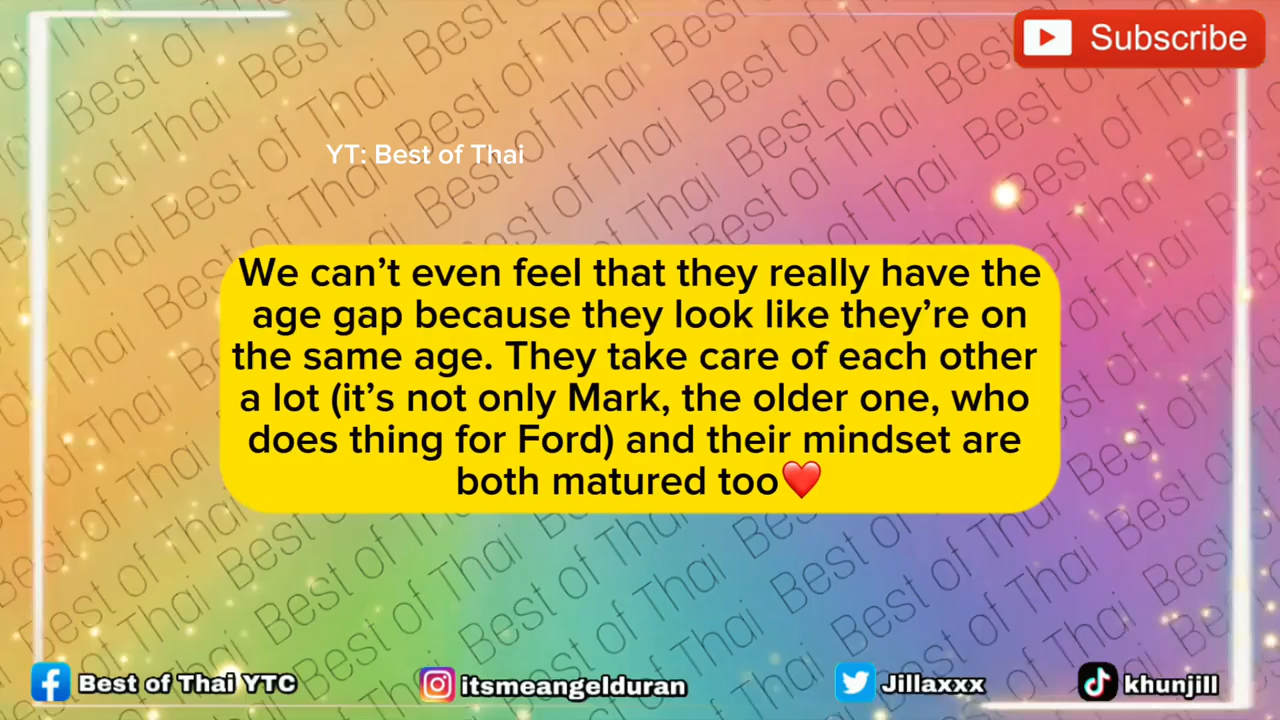 Subscribe
YT: Best of Thai
We can’t even feel that they really have the
age gap because they look like they’re on
the same age. They take care of each other
a lot (it’s not only Mark, the older one, who
does thing for Ford) and their mindset are
both matured too❤️
Best of Thai YTC
itsmeangelduran
Jillaxxx
khunjill
Best of Thai